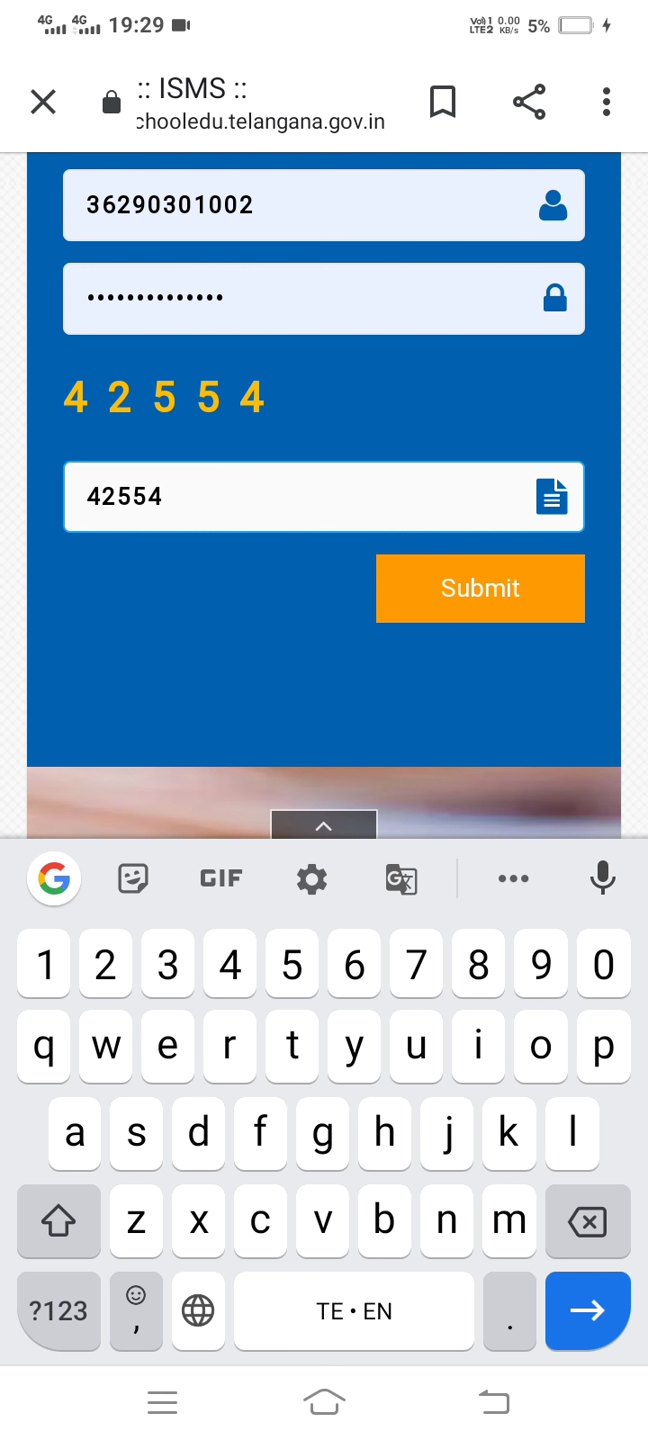 4G 4G 19:29 Vo) 1 LTE2 0.00 KB/s 5%
:: ISMS ::
chooledu.telangana.gov.in
36290301002
••••••••••••••
4 2 5 5 4
42554
Submit
G GIF G
1 2 3 4 5 6 7 8 9 0
q w e r t y u i o p
a s d f g h j k l
z x c v b n m
?123 , TE • EN .